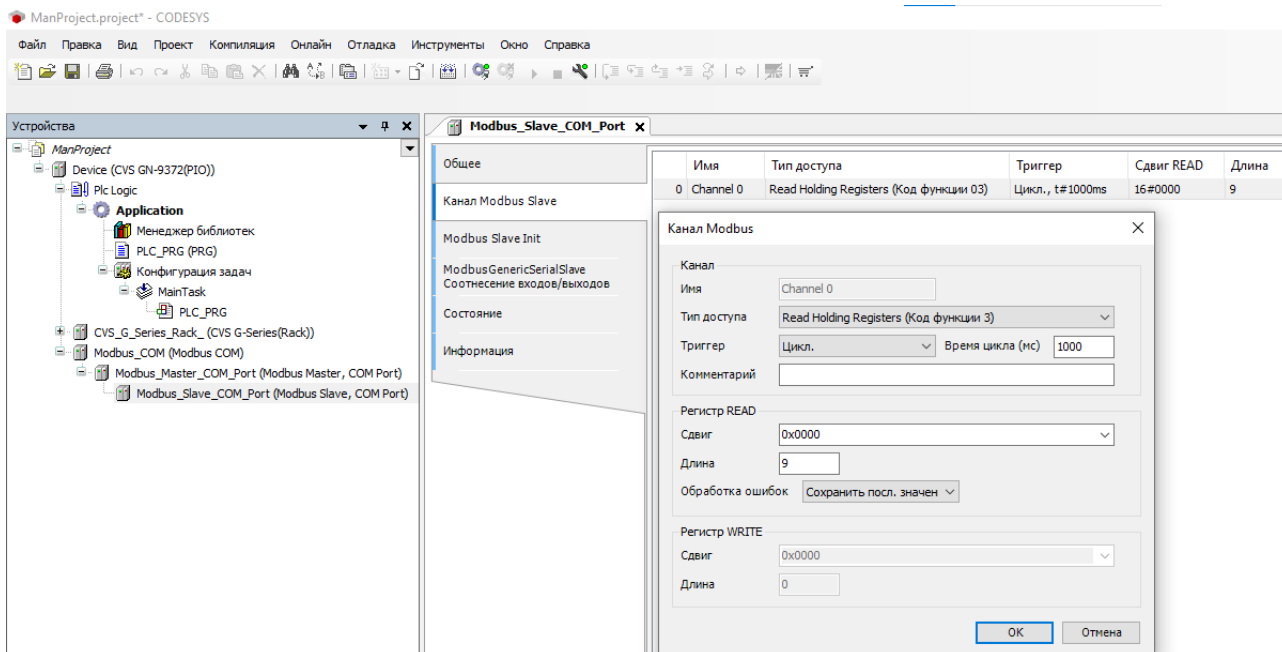 ManProject.project* - CODESYS
Файл Правка Вид Проект Компиляция Онлайн Отладка Инструменты Окно Справка
Устройства
ManProject
Device (CVS GN-9372(PIO))
Plc Logic
Application
Менеджер библиотек
PLC_PRG (PRG)
Конфигурация задач
MainTask
PLC_PRG
CVS_G_Series_Rack_ (CVS G-Series(Rack))
Modbus_COM (Modbus COM)
Modbus_Master_COM_Port (Modbus Master, COM Port)
Modbus_Slave_COM_Port (Modbus Slave, COM Port)
Modbus_Slave_COM_Port
Общее
Канал Modbus Slave
Modbus Slave Init
ModbusGenericSerialSlave
Соотнесение входов/выходов
Состояние
Информация
Имя Тип доступа Триггер Сдвиг READ Длина
0 Channel 0 Read Holding Registers (Код функции 03) Цикл., t#1000ms 16#0000 9
Канал Modbus
Канал
Имя Channel 0
Тип доступа Read Holding Registers (Код функции 3)
Триггер Цикл. Время цикла (мс) 1000
Комментарий
Регистр READ
Сдвиг 0x0000
Длина 9
Обработка ошибок Сохранить посл. значен
Регистр WRITE
Сдвиг 0x0000
Длина 0
OK Отмена